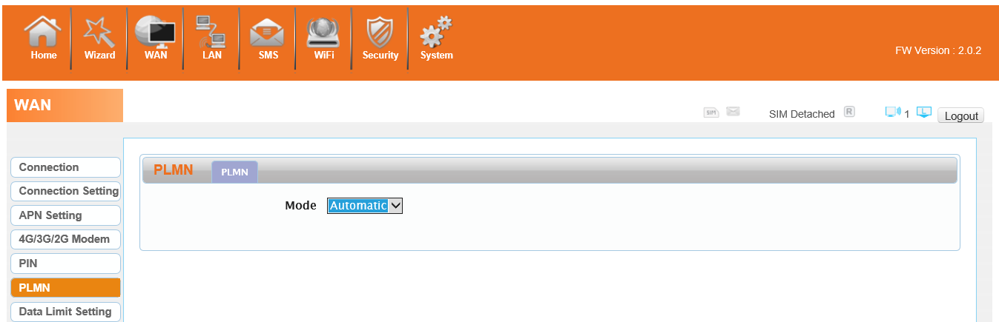 Home Wizard WAN LAN SMS WiFi Security System
FW Version : 2.0.2
WAN
SIM SIM Detached R 1 L Logout
Connection
Connection Setting
APN Setting
4G/3G/2G Modem
PIN
PLMN
Data Limit Setting
PLMN PLMN
Mode Automatic